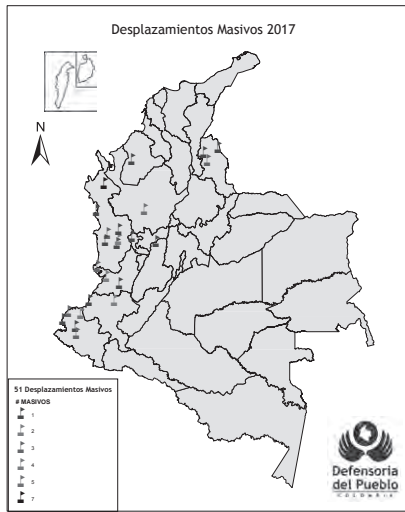 Desplazamientos Masivos 2017
N
51 Desplazamientos Masivos
# MASIVOS
1
2
3
4
5
7
Defensoría
del Pueblo
COLOMBIA